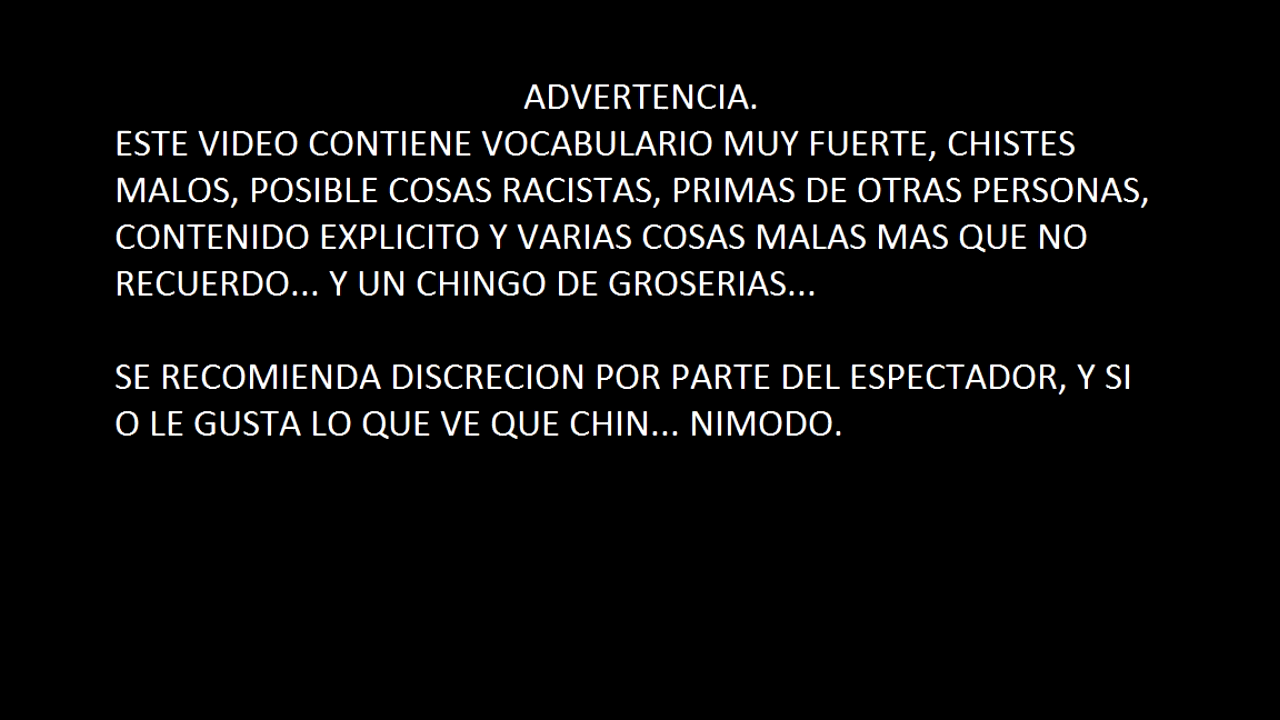 ADVERTENCIA.
ESTE VIDEO CONTIENE VOCABULARIO MUY FUERTE, CHISTES
MALOS, POSIBLE COSAS RACISTAS, PRIMAS DE OTRAS PERSONAS,
CONTENIDO EXPLICITO Y VARIAS COSAS MALAS MAS QUE NO
RECUERDO... Y UN CHINGO DE GROSERIAS...
SE RECOMIENDA DISCRECION POR PARTE DEL ESPECTADOR, Y SI
O LE GUSTA LO QUE VE QUE CHIN... NIMODO.